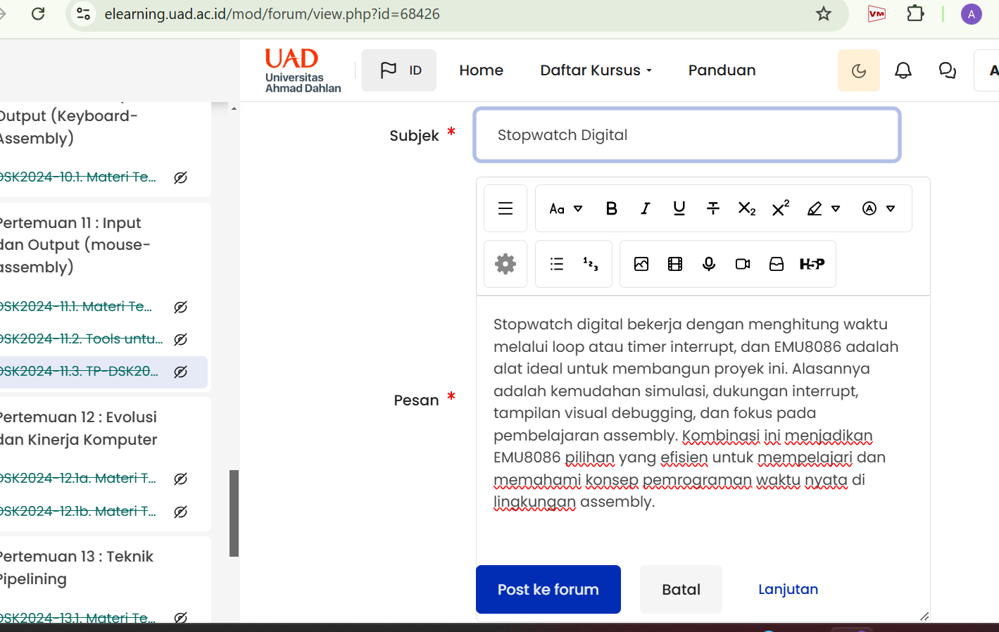 elearning.uad.ac.id/mod/forum/view.php?id=68426
VM
A
UAD
Universitas
Ahmad Dahlan
ID
Home
Daftar Kursus
Panduan
A
Output (Keyboard-
Assembly)
DSK2024-10.1. Materi Te...
Pertemuan 11 : Input
dan Output (mouse-
assembly)
DSK2024-11.1. Materi Te...
DSK2024-11.2. Tools untu...
DSK2024-11.3. TP-DSK20...
Pertemuan 12 : Evolusi
dan Kinerja Komputer
DSK2024-12.1a. Materi T...
DSK2024-12.1b. Materi T...
Pertemuan 13 : Teknik
Pipelining
DSK2024-13.1. Materi Te...
Subjek *
Stopwatch Digital
Aa B I U T X2 X2 A
1 2 3 H5P
Pesan *
Stopwatch digital bekerja dengan menghitung waktu
melalui loop atau timer interrupt, dan EMU8086 adalah
alat ideal untuk membangun proyek ini. Alasannya
adalah kemudahan simulasi, dukungan interrupt,
tampilan visual debugging, dan fokus pada
pembelajaran assembly. Kombinasi ini menjadikan
EMU8086 pilihan yang efisien untuk mempelajari dan
memahami konsep pemrograman waktu nyata di
lingkungan assembly.
Post ke forum
Batal
Lanjutan